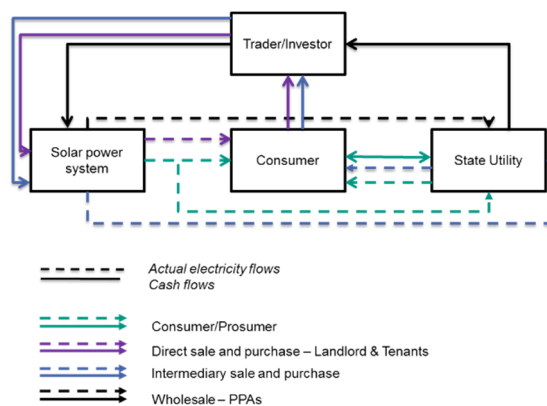 Trader/Investor
Solar power
system
Consumer
State Utility
Actual electricity flows
Cash flows
Consumer/Prosumer
Direct sale and purchase – Landlord & Tenants
Intermediary sale and purchase
Wholesale – PPAs